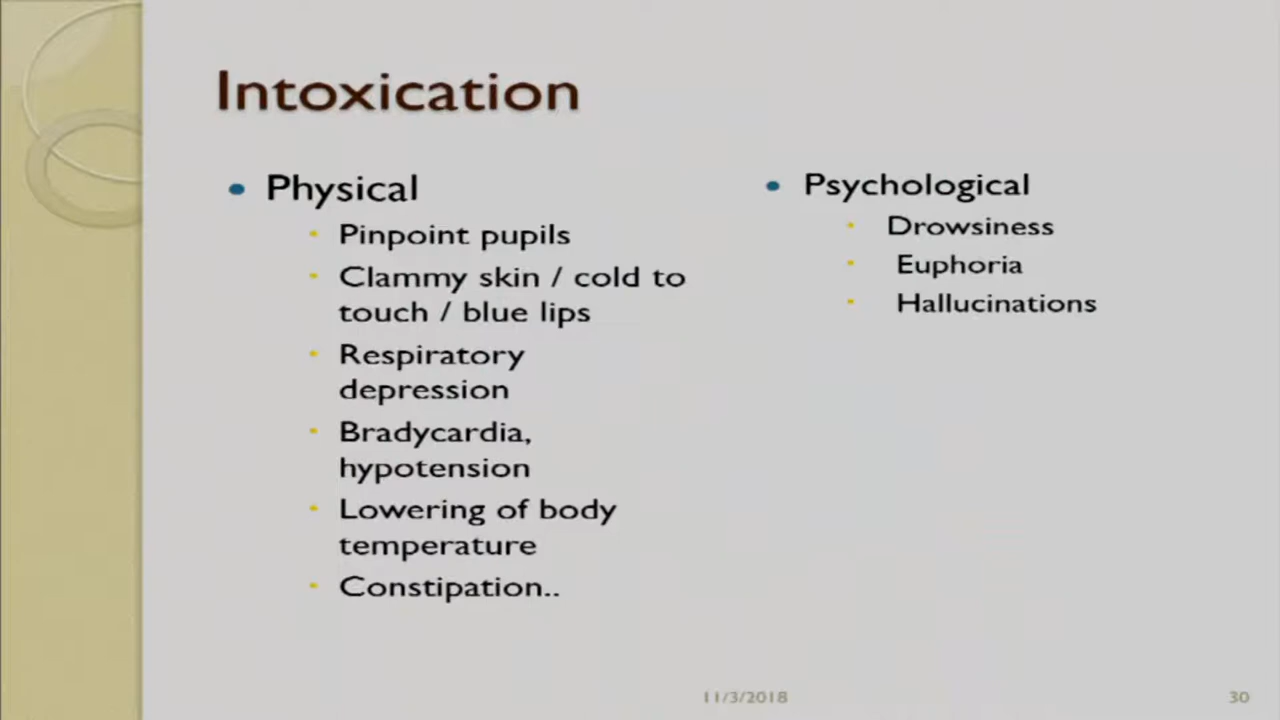 Intoxication
• Physical
• Pinpoint pupils
• Clammy skin / cold to
touch / blue lips
• Respiratory
depression
• Bradycardia,
hypotension
• Lowering of body
temperature
• Constipation..
• Psychological
• Drowsiness
• Euphoria
• Hallucinations
11/3/2018
30